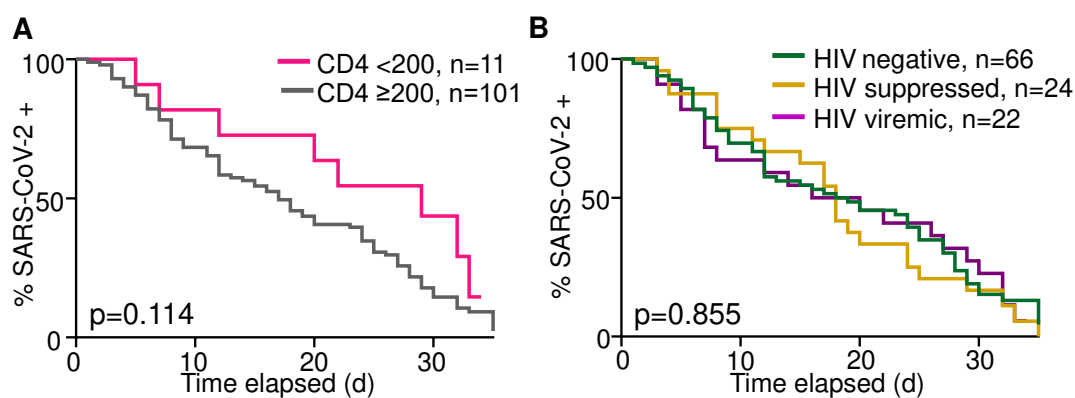 A
% SARS-CoV-2 +
100
50
0
CD4 <200, n=11
CD4 ≥200, n=101
p=0.114
0 10 20 30
Time elapsed (d)
B
% SARS-CoV-2 +
100
50
0
HIV negative, n=66
HIV suppressed, n=24
HIV viremic, n=22
p=0.855
0 10 20 30
Time elapsed (d)